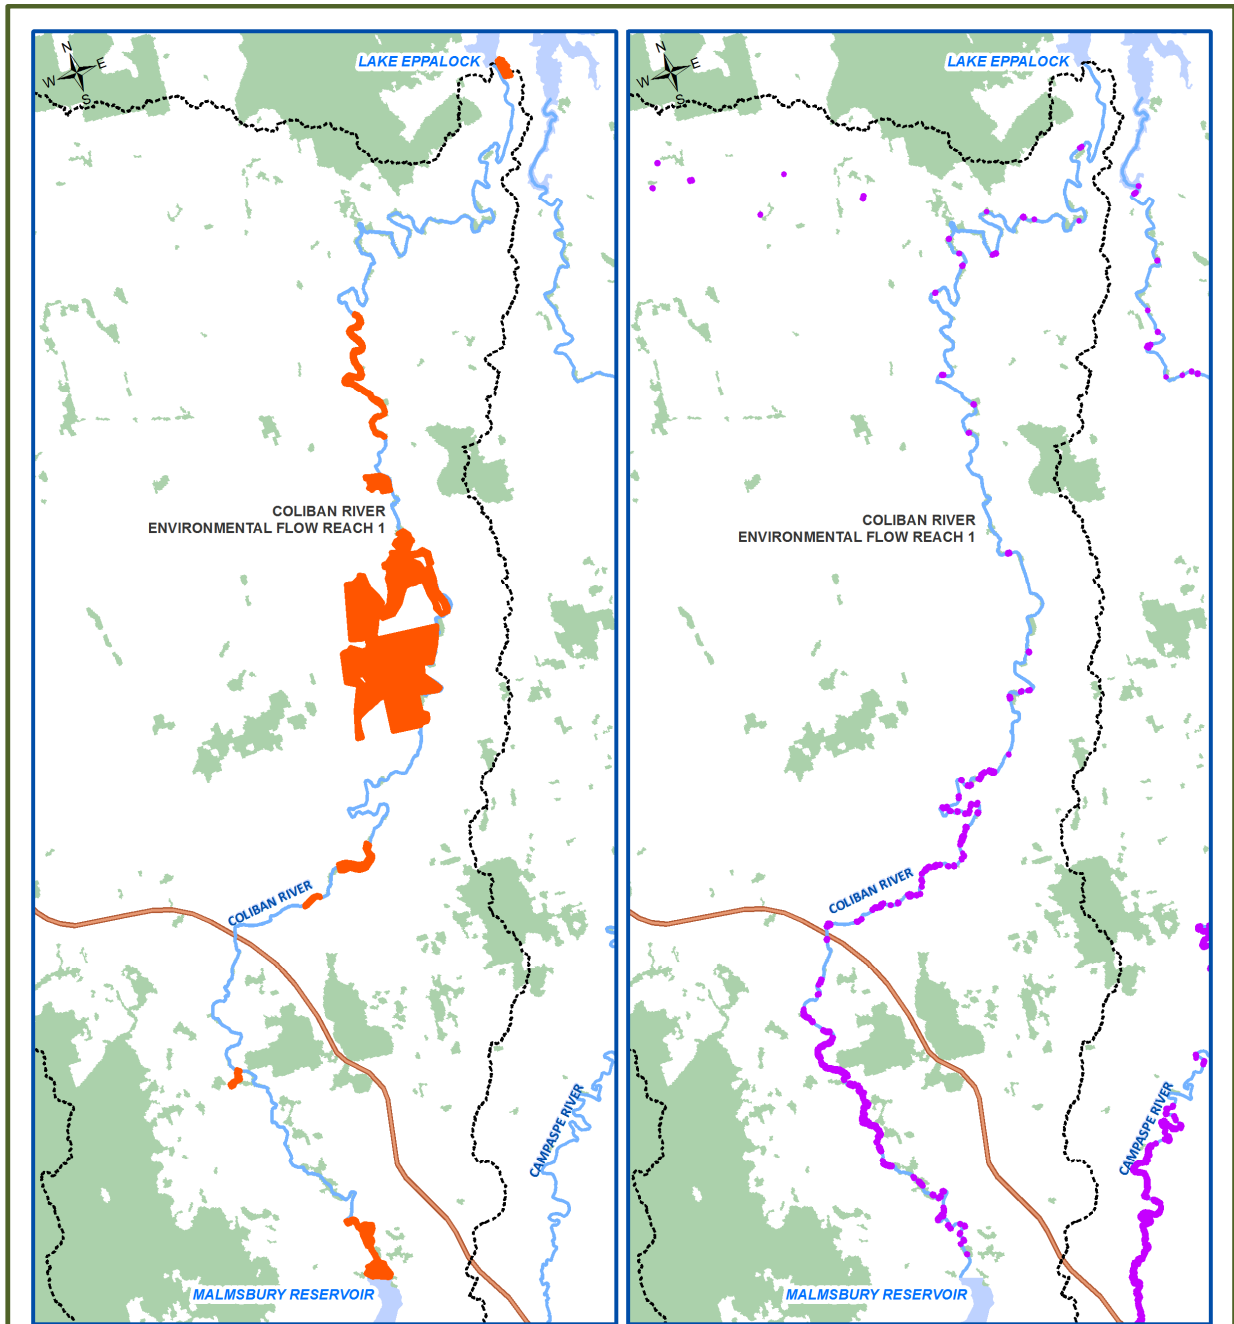 N
W E
S
LAKE EPPALOCK
COLIBAN RIVER
ENVIRONMENTAL FLOW REACH 1
COLIBAN RIVER
CAMPASPE RIVER
MALMSBURY RESERVOIR
N
W E
S
LAKE EPPALOCK
COLIBAN RIVER
ENVIRONMENTAL FLOW REACH 1
COLIBAN RIVER
CAMPASPE RIVER
MALMSBURY RESERVOIR